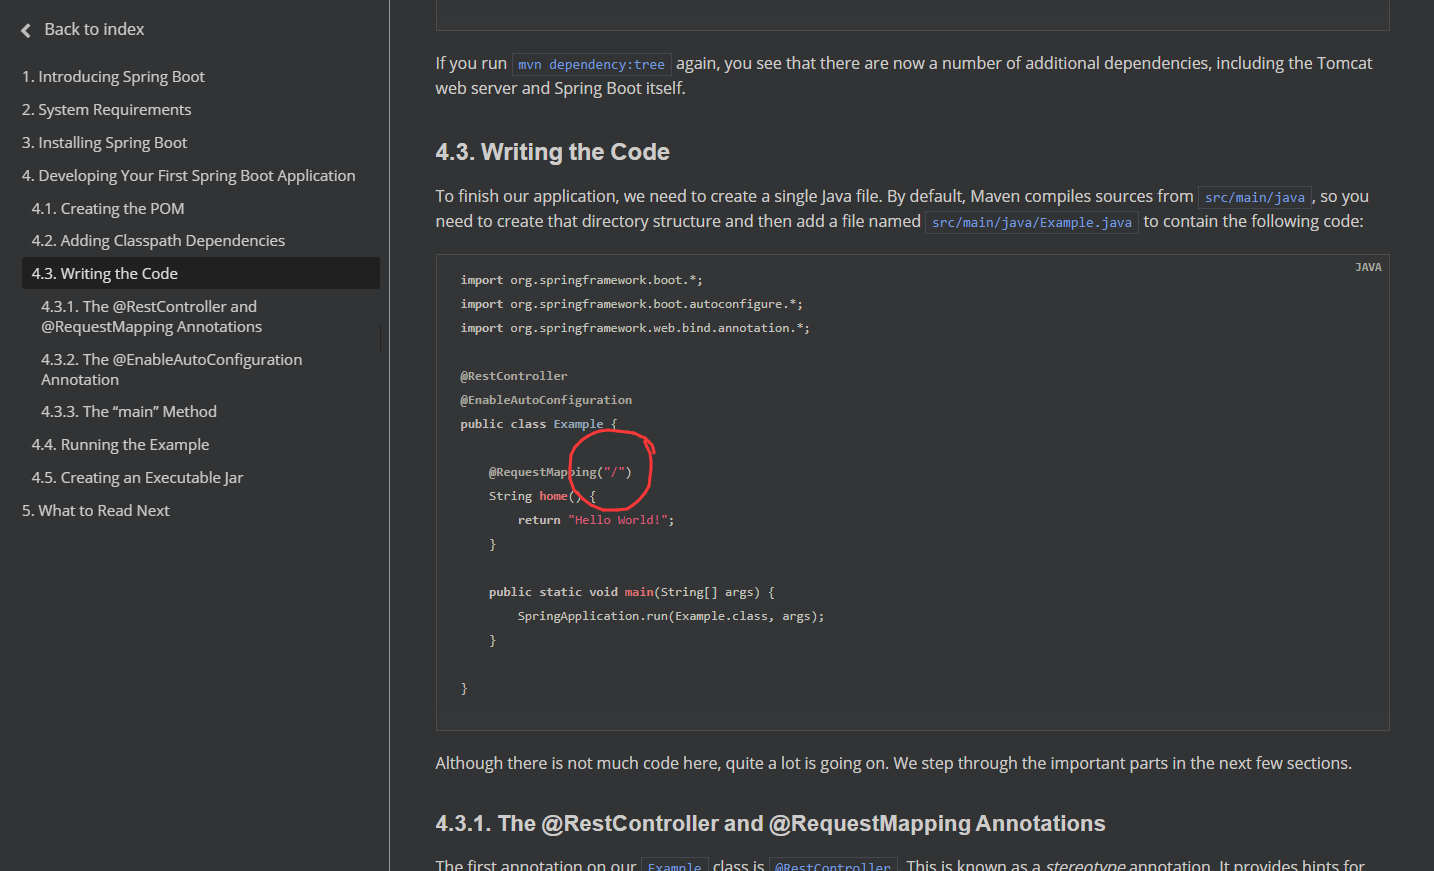 Back to index
1. Introducing Spring Boot
2. System Requirements
3. Installing Spring Boot
4. Developing Your First Spring Boot Application
4.1. Creating the POM
4.2. Adding Classpath Dependencies
4.3. Writing the Code
4.3.1. The @RestController and
@RequestMapping Annotations
4.3.2. The @EnableAutoConfiguration
Annotation
4.3.3. The “main” Method
4.4. Running the Example
4.5. Creating an Executable Jar
5. What to Read Next
If you run mvn dependency:tree again, you see that there are now a number of additional dependencies, including the Tomcat
web server and Spring Boot itself.
4.3. Writing the Code
To finish our application, we need to create a single Java file. By default, Maven compiles sources from src/main/java, so you
need to create that directory structure and then add a file named src/main/java/Example.java to contain the following code:
JAVA
import org.springframework.boot.*;
import org.springframework.boot.autoconfigure.*;
import org.springframework.web.bind.annotation.*;
@RestController
@EnableAutoConfiguration
public class Example {
@RequestMapping("/")
String home() {
return "Hello World!";
}
public static void main(String[] args) {
SpringApplication.run(Example.class, args);
}
}
Although there is not much code here, quite a lot is going on. We step through the important parts in the next few sections.
4.3.1. The @RestController and @RequestMapping Annotations
The first annotation on our Example class is @RestController. This is known as a stereotype annotation. It provides hints for